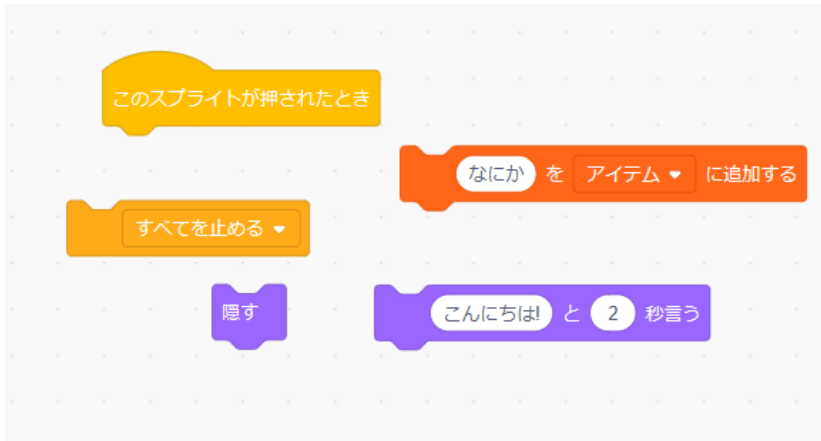 このスプライトが押されたとき
なにか を アイテム に追加する
すべてを止める
隠す
こんにちは! と 2 秒言う